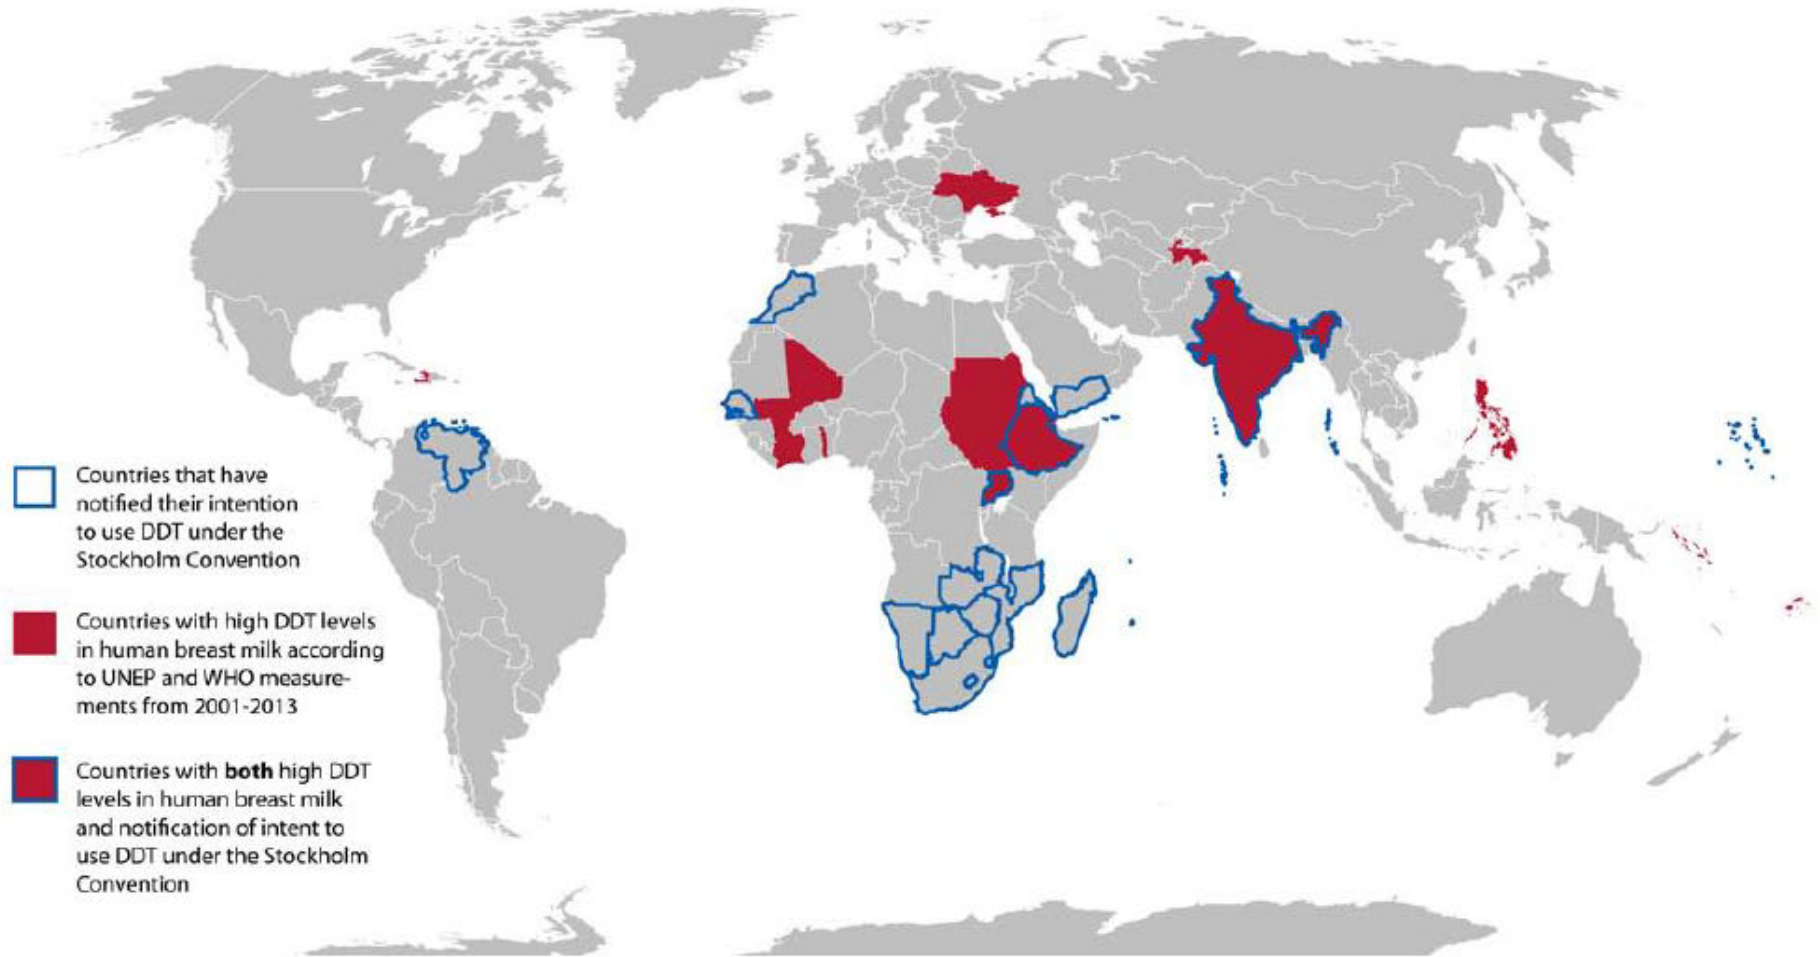 Countries that have
notified their intention
to use DDT under the
Stockholm Convention
Countries with high DDT levels
in human breast milk according
to UNEP and WHO measure-
ments from 2001-2013
Countries with both high DDT
levels in human breast milk
and notification of intent to
use DDT under the Stockholm
Convention